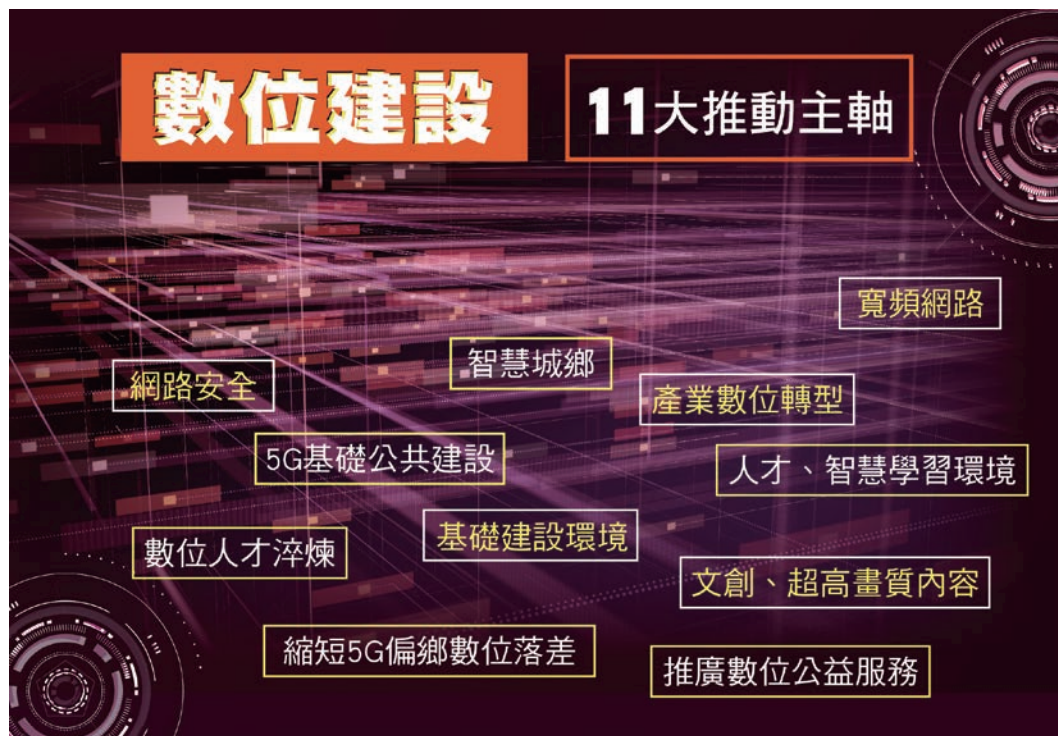 數位建設
11大推動主軸
寬頻網路
智慧城鄉
網路安全
產業數位轉型
5G基礎公共建設
人才、智慧學習環境
基礎建設環境
數位人才淬煉
文創、超高畫質內容
縮短5G偏鄉數位落差
推廣數位公益服務